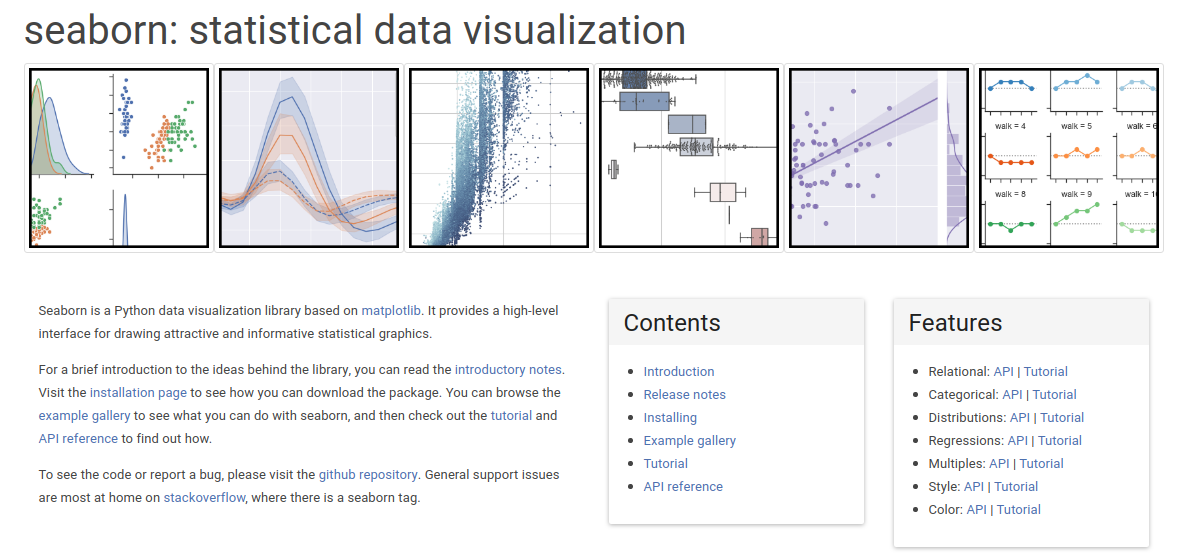 seaborn: statistical data visualization
walk = 4
walk = 5
walk = 6
walk = 8
walk = 9
Seaborn is a Python data visualization library based on matplotlib. It provides a high-level
interface for drawing attractive and informative statistical graphics.
For a brief introduction to the ideas behind the library, you can read the introductory notes.
Visit the installation page to see how you can download the package. You can browse the
example gallery to see what you can do with seaborn, and then check out the tutorial and
API reference to find out how.
To see the code or report a bug, please visit the github repository. General support issues
are most at home on stackoverflow, where there is a seaborn tag.
Contents
Introduction
Release notes
Installing
Example gallery
Tutorial
API reference
Features
Relational: API | Tutorial
Categorical: API | Tutorial
Distributions: API | Tutorial
Regressions: API | Tutorial
Multiples: API | Tutorial
Style: API | Tutorial
Color: API | Tutorial